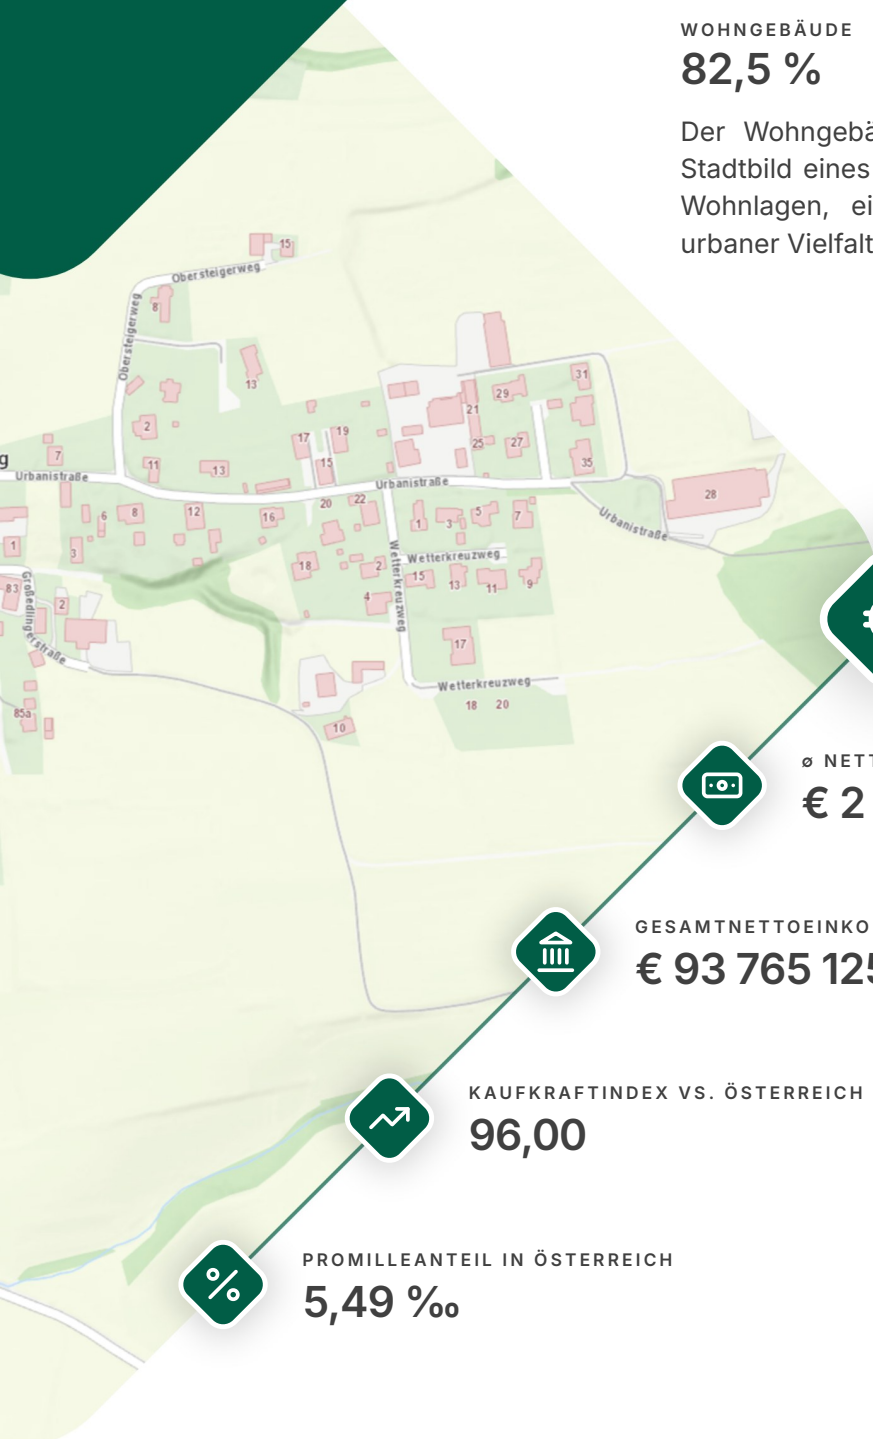 WOHNGEBÄUDE
82,5 %
Der Wohngebä
Stadtbild eines
Wohnlagen, ei
urbaner Vielfalt
15
Obersteigerweg
8
Obersteigerweg
13
31
29
21
2
17
19
25
27
g
7
11
13
15
35
Urbanistraße
Urbanistraße
28
20
22
6
8
12
16
1
3
5
7
Urbanistraße
1
3
Wetterkreuzweg
18
2
15
13
11
9
83
2
4
Wetterkreuzweg
Großedlingerstraße
17
Wetterkreuzweg
18 20
85a
10
ø NETT
€ 2
GESAMTNETTOEINKO
€ 93 765 125
KAUFKRAFTINDEX VS. ÖSTERREICH
96,00
PROMILLEANTEIL IN ÖSTERREICH
5,49 ‰